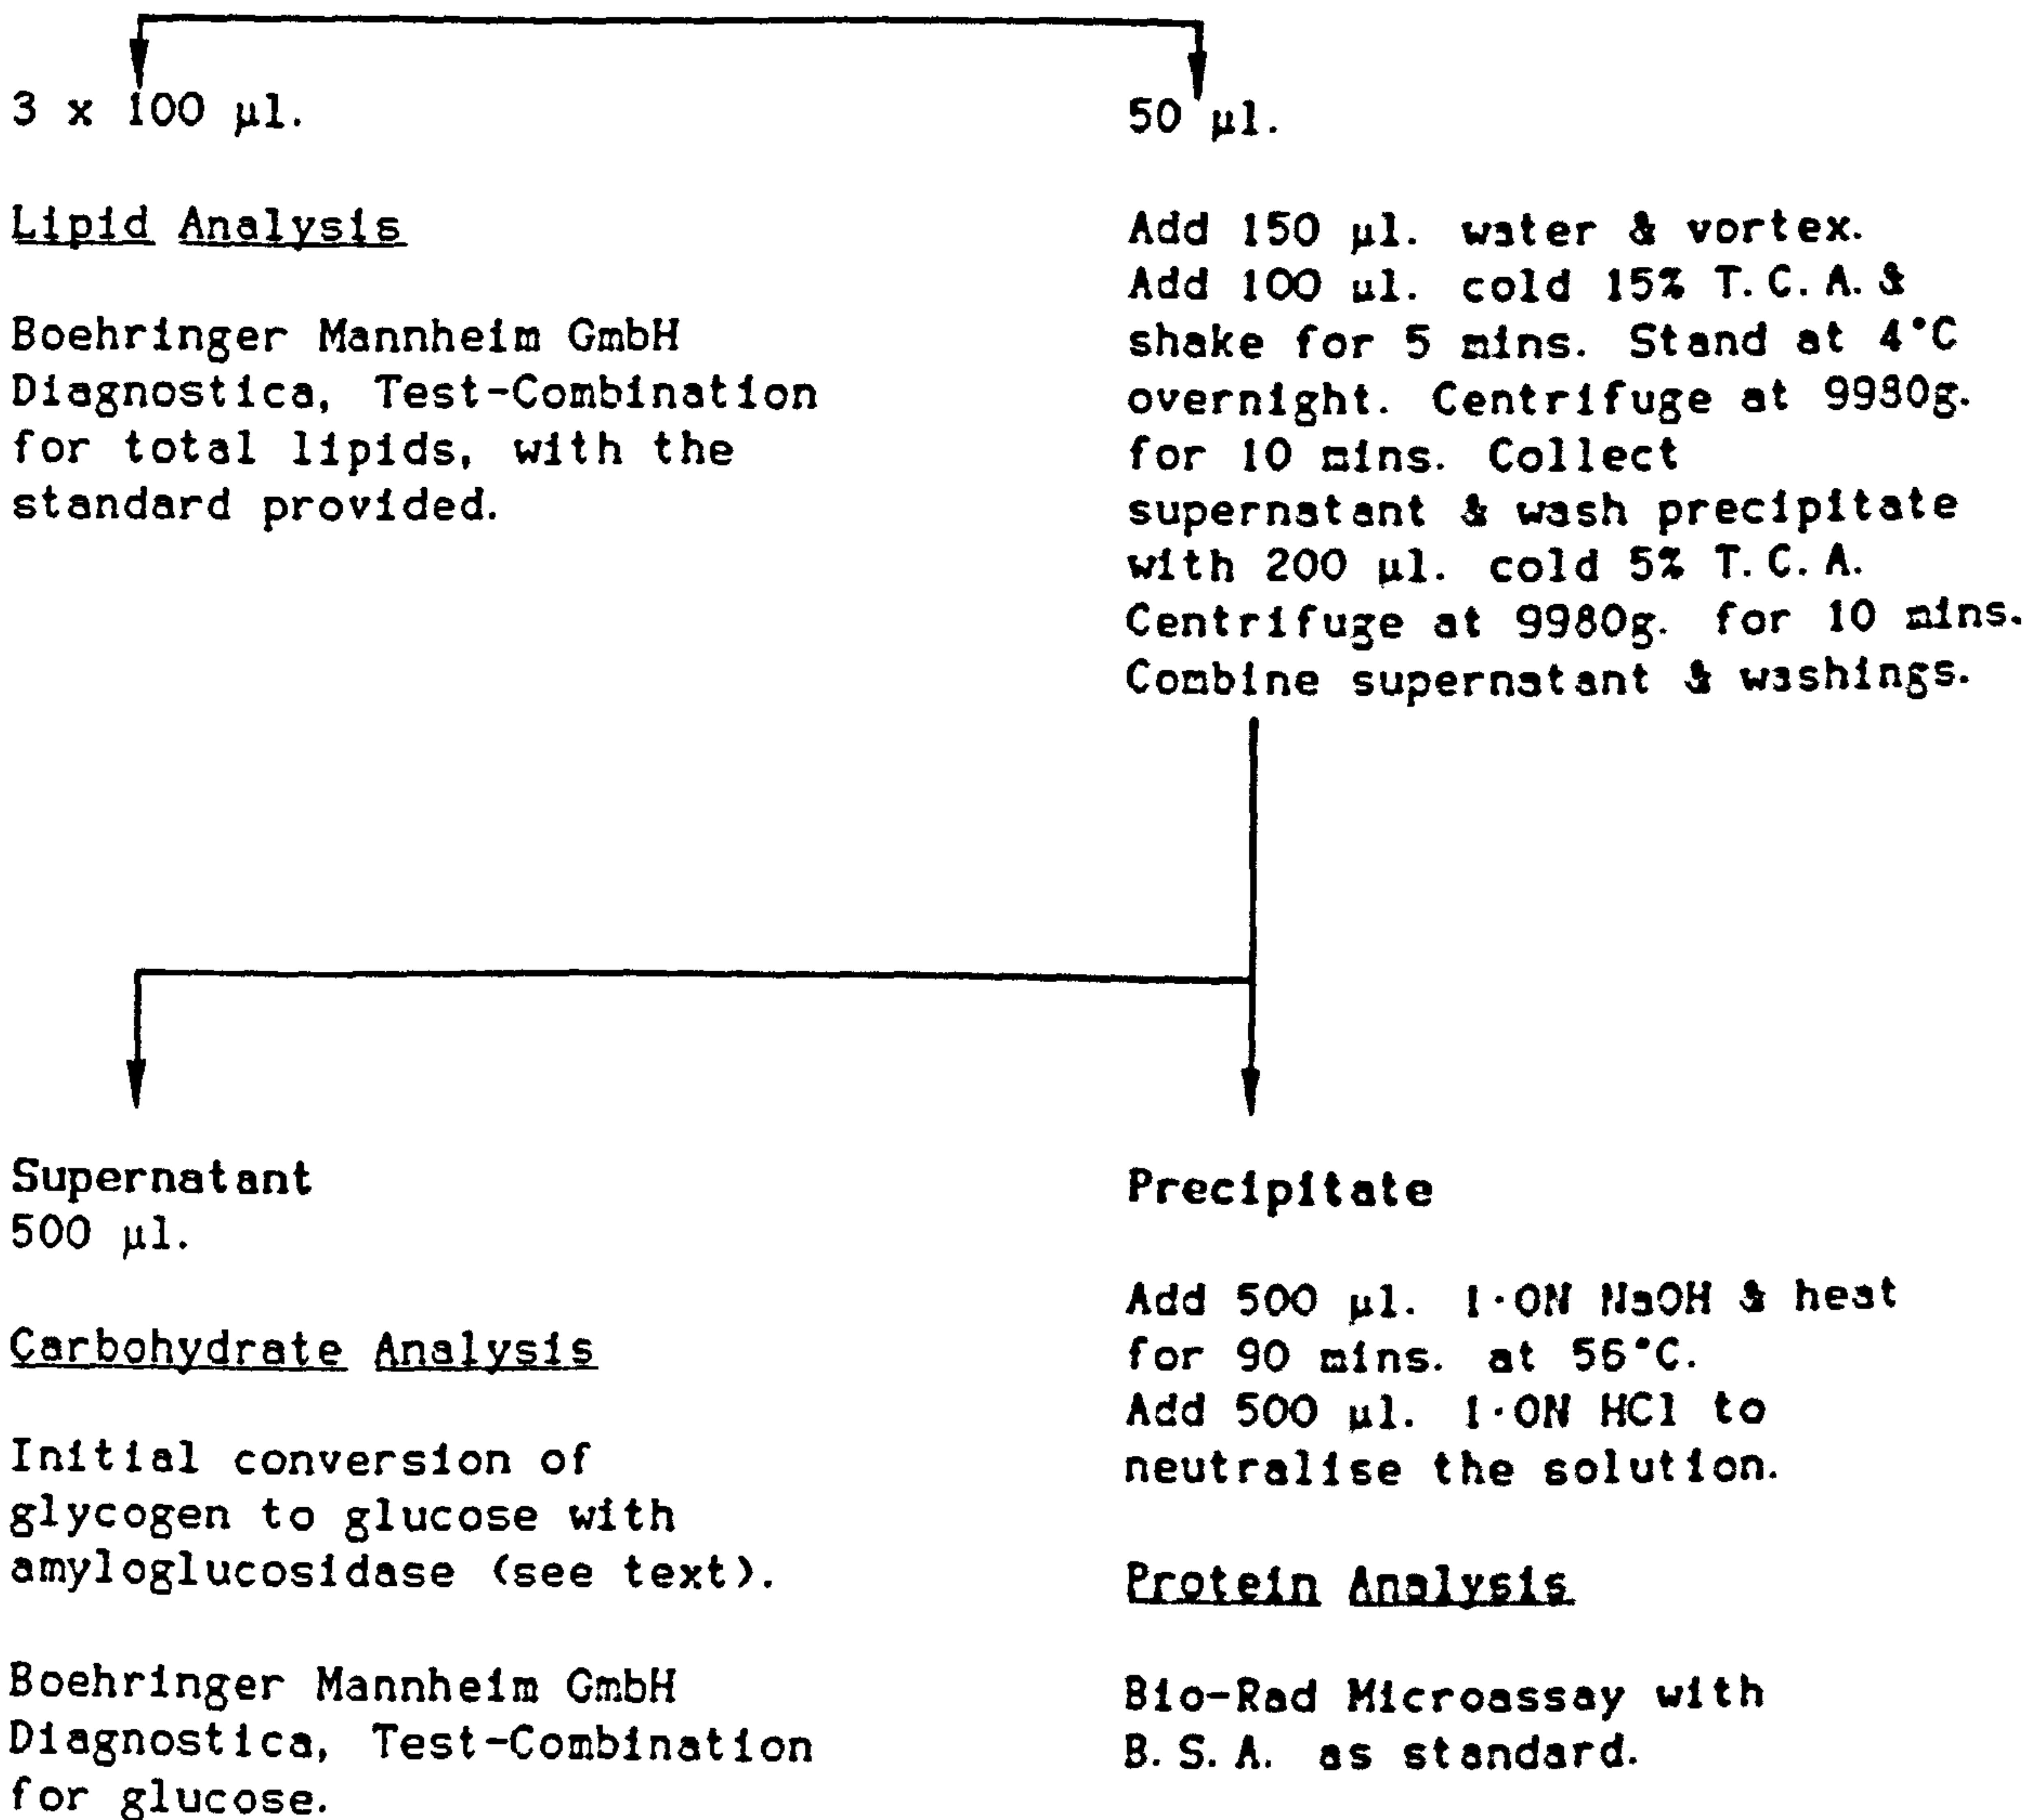 3 x 100 µl.
Lipid Analysis
Boehringer Mannheim GmbH
Diagnostica, Test-Combination
for total lipids, with the
standard provided.
50 µl.
Add 150 µl. water & vortex.
Add 100 µl. cold 15% T.C.A. &
shake for 5 mins. Stand at 4°C
overnight. Centrifuge at 9980g.
for 10 mins. Collect
supernatant & wash precipitate
with 200 µl. cold 5% T.C.A.
Centrifuge at 9980g. for 10 mins.
Combine supernatant & washings.
Supernatant
500 µl.
Carbohydrate Analysis
Initial conversion of
glycogen to glucose with
amyloglucosidase (see text).
Boehringer Mannheim GmbH
Diagnostica, Test-Combination
for glucose.
Precipitate
Add 500 µl. 1·0N NaOH & heat
for 90 mins. at 56°C.
Add 500 µl. 1·0N HCl to
neutralise the solution.
Protein Analysis
Bio-Rad Microassay with
B.S.A. as standard.